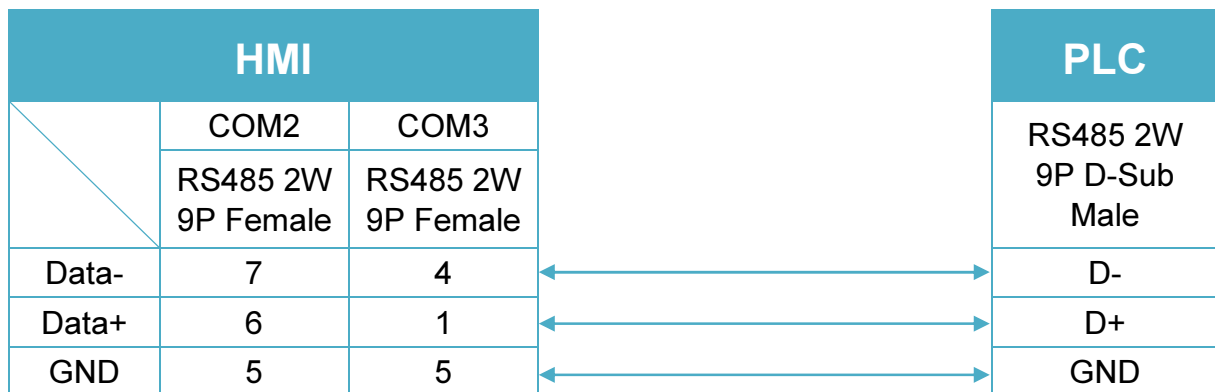 HMI
PLC
COM2 COM3
RS485 2W
9P Female
RS485 2W
9P Female
RS485 2W
9P D-Sub
Male
Data- 7 4 D-
Data+ 6 1 D+
GND 5 5 GND